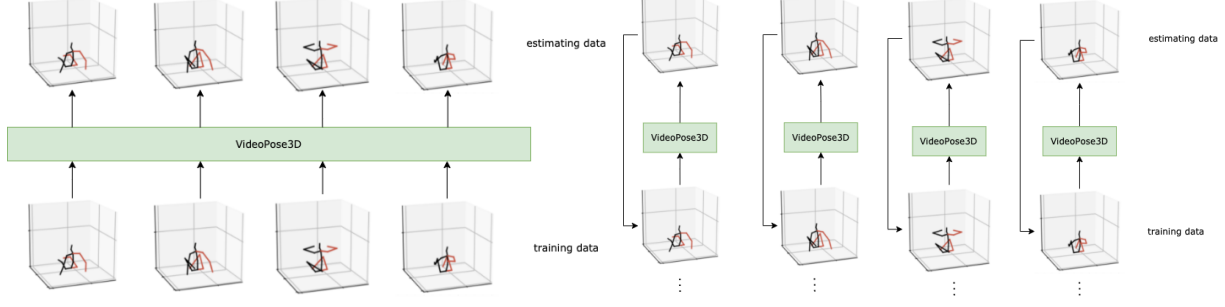 estimating data
VideoPose3D
training data
estimating data
VideoPose3D
VideoPose3D
VideoPose3D
VideoPose3D
training data